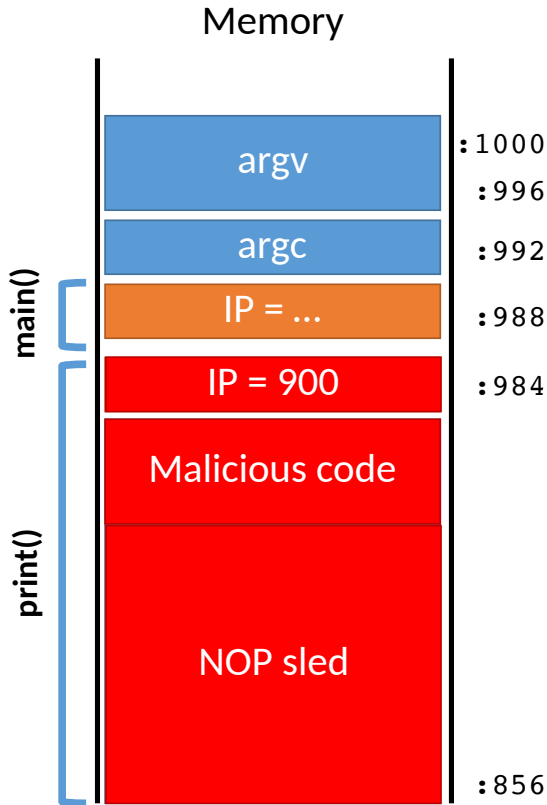 Memory
argv
:1000
:996
argc
:992
main()
IP = ...
:988
IP = 900
:984
Malicious code
print()
NOP sled
:856